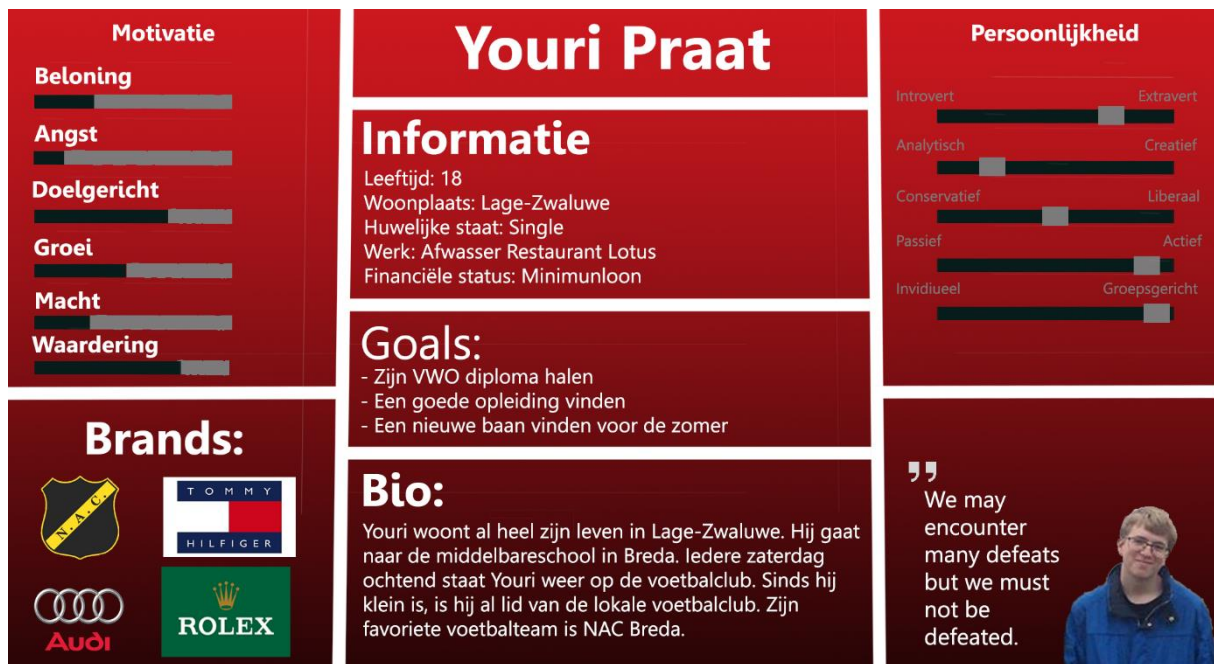 Motivatie
Beloning
Angst
Doelgericht
Groei
Macht
Waardering
Brands:
N.A.C.
TOMMY
HILFIGER
Audi
ROLEX
Youri Praat
Informatie
Leeftijd: 18
Woonplaats: Lage-Zwaluwe
Huwelijke staat: Single
Werk: Afwasser Restaurant Lotus
Financiële status: Minimunloon
Goals:
- Zijn VWO diploma halen
- Een goede opleiding vinden
- Een nieuwe baan vinden voor de zomer
Bio:
Youri woont al heel zijn leven in Lage-Zwaluwe. Hij gaat
naar de middelbareschool in Breda. Iedere zaterdag
ochtend staat Youri weer op de voetbalclub. Sinds hij
klein is, is hij al lid van de lokale voetbalclub. Zijn
favoriete voetbalteam is NAC Breda.
Persoonlijkheid
Introvert Extravert
Analytisch Creatief
Conservatief Liberaal
Passief Actief
Invidiueel Groepsgericht
"
We may
encounter
many defeats
but we must
not be
defeated.